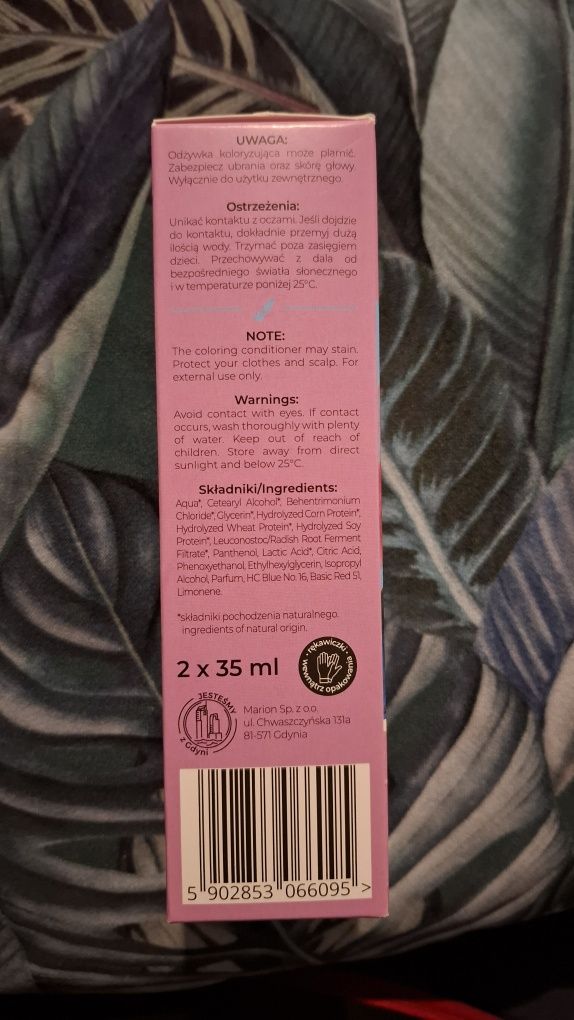 UWAGA:
Odżywka koloryzująca może plamić.
Zabezpiecz ubrania oraz skórę głowy.
Wyłącznie do użytku zewnętrznego.
Ostrzeżenia:
Unikać kontaktu z oczami. Jeśli dojdzie
do kontaktu, dokładnie przemyj dużą
ilością wody. Trzymać poza zasięgiem
dzieci. Przechowywać z dala od
bezpośredniego światła słonecznego
i w temperaturze poniżej 25°C.
NOTE:
The coloring conditioner may stain.
Protect your clothes and scalp. For
external use only.
Warnings:
Avoid contact with eyes. If contact
occurs, wash thoroughly with plenty
of water. Keep out of reach of
children. Store away from direct
sunlight and below 25°C.
Składniki/Ingredients:
Aqua*, Cetearyl Alcohol*, Behentrimonium
Chloride*, Glycerin*, Hydrolyzed Corn Protein*,
Hydrolyzed Wheat Protein*, Hydrolyzed Soy
Protein*, Leuconostoc/Radish Root Ferment
Filtrate*, Panthenol, Lactic Acid*, Citric Acid,
Phenoxyethanol, Ethylhexylglycerin, Isopropyl
Alcohol, Parfum, HC Blue No. 16, Basic Red 51,
Limonene.
*składniki pochodzenia naturalnego.
ingredients of natural origin.
2 x 35 ml
• rękawiczki •
wewnątrz opakowania
JESTEŚMY
z Gdyni
Marion Sp. z o.o.
ul. Chwaszczyńska 131a
81-571 Gdynia
5 902853 066095 >